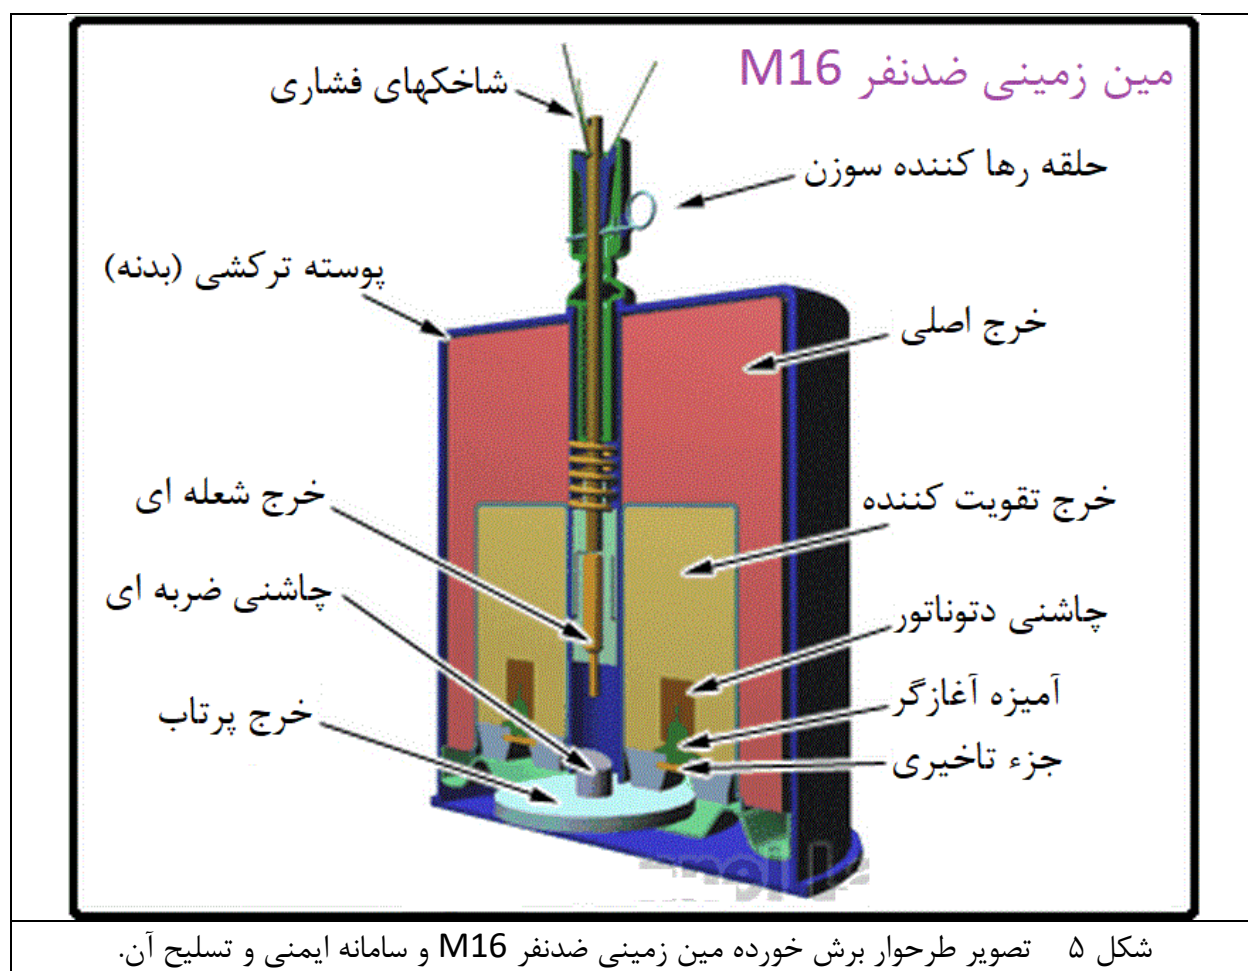 مین زمینی ضدنفر M16
شاخکهای فشاری
حلقه رها کننده سوزن
پوسته ترکشی (بدنه)
خرج اصلی
خرج شعله ای
خرج تقویت کننده
چاشنی ضربه ای
چاشنی دتوناتور
خرج پرتاب
آمیزه آغازگر
جزء تاخیری
شکل ۵ تصویر طرحوار برش خورده مین زمینی ضدنفر M16 و سامانه ایمنی و تسلیح آن.